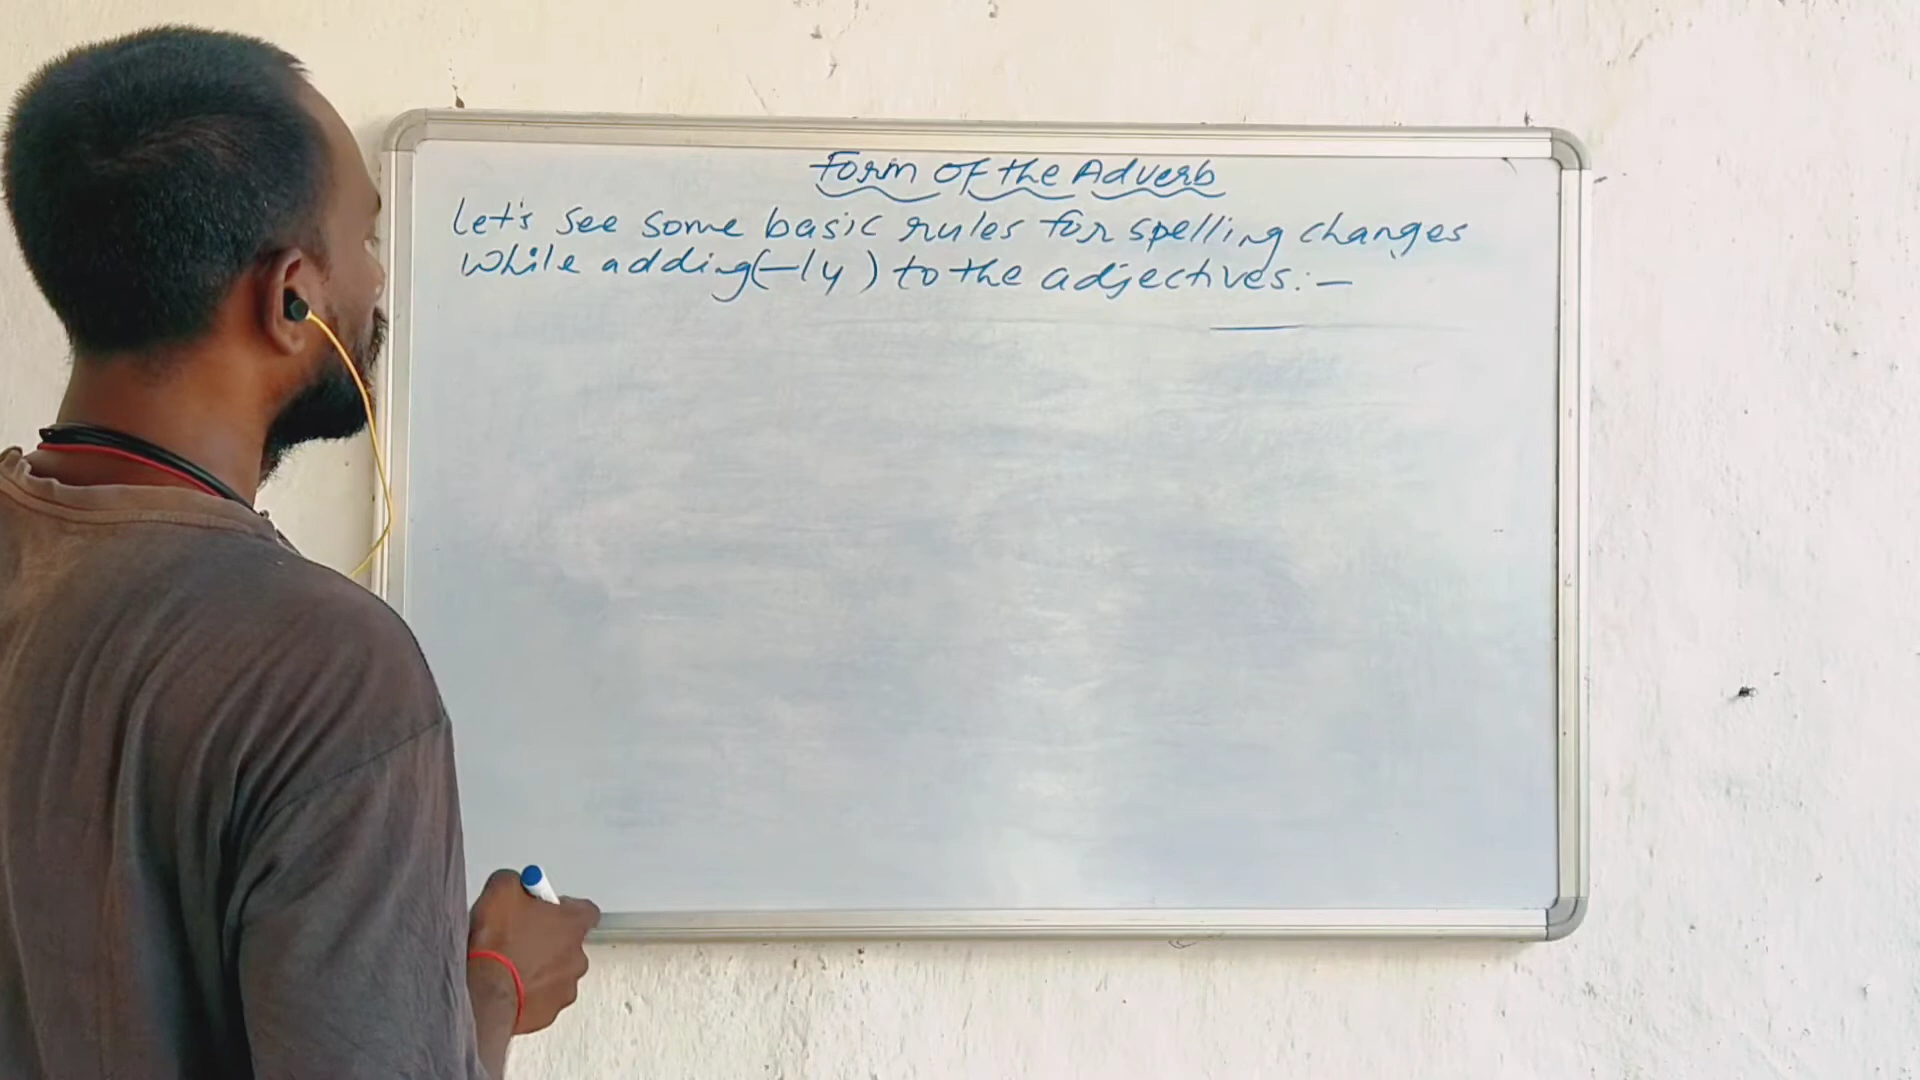 Form of the Adverb
Let's see some basic rules for spelling changes
While adding(-ly) to the adjectives:-